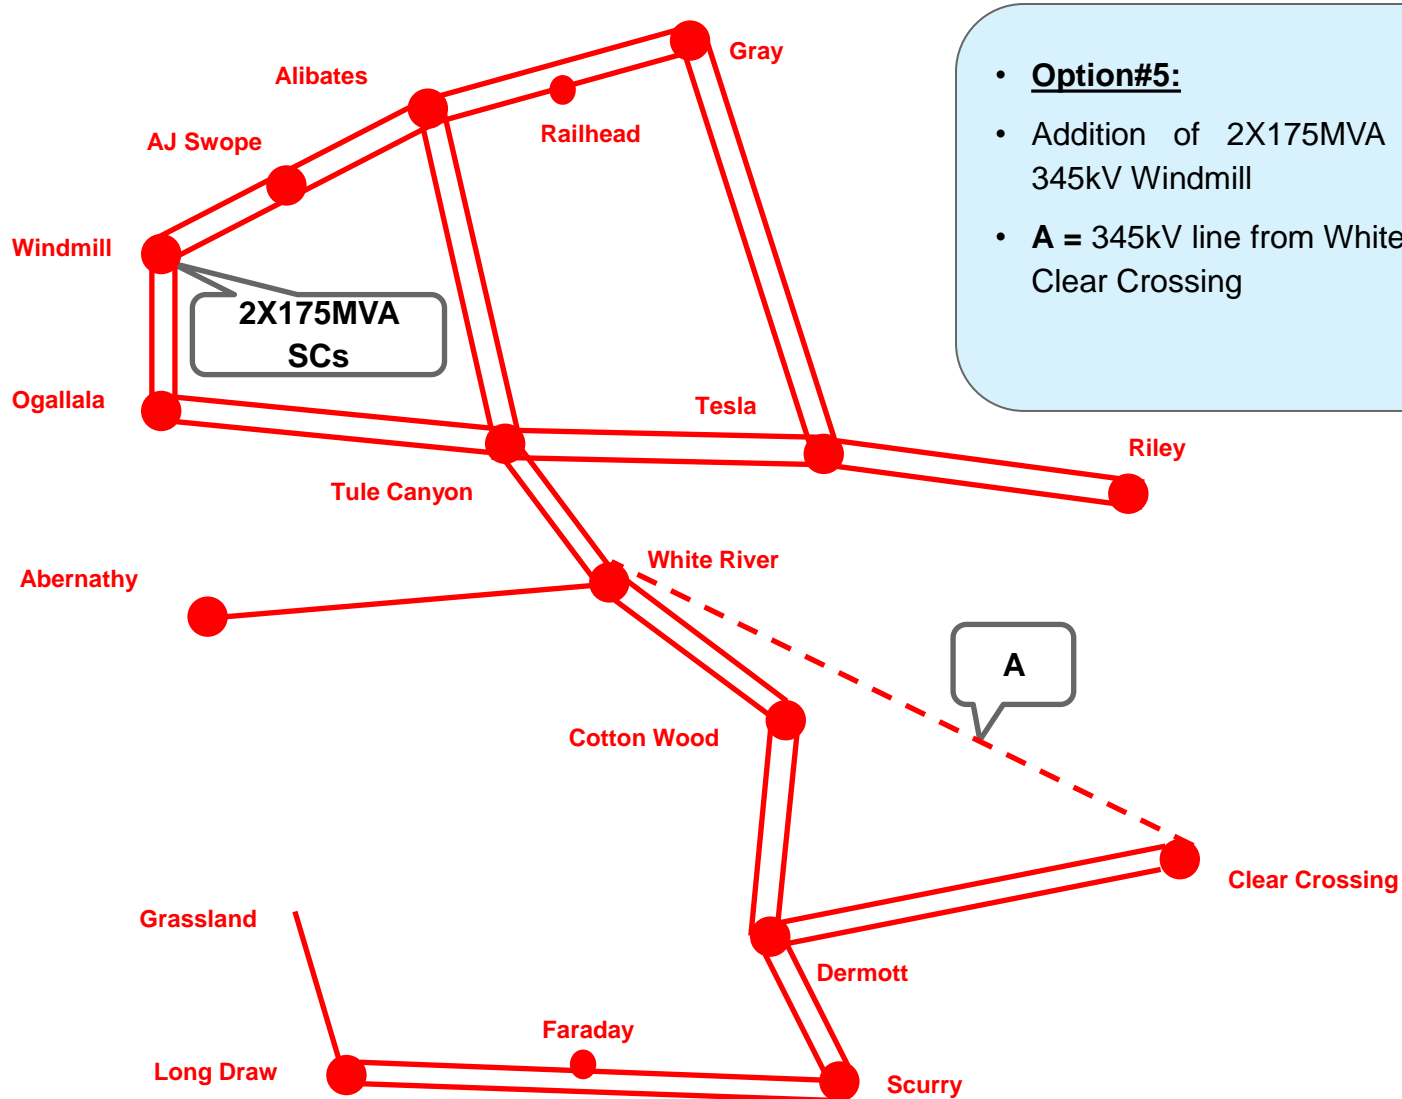 Gray
Alibates
• Option#5:
• Addition of 2X175MVA
345kV Windmill
• A = 345kV line from White
Clear Crossing
Railhead
AJ Swope
Windmill
2X175MVA
SCs
Ogallala
Tesla
Riley
Tule Canyon
White River
Abernathy
A
Cotton Wood
Clear Crossing
Grassland
Dermott
Faraday
Long Draw
Scurry